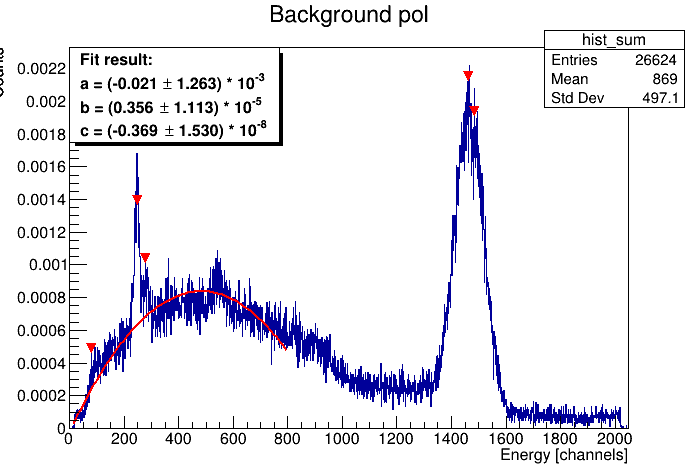 Background pol
hist_sum
Entries 26624
Mean 869
Std Dev 497.1
Fit result:
a = (-0.021 ± 1.263) * 10-3
b = (0.356 ± 1.113) * 10-5
c = (-0.369 ± 1.530) * 10-8
Counts
0.0022
0.002
0.0018
0.0016
0.0014
0.0012
0.001
0.0008
0.0006
0.0004
0.0002
0
0 200 400 600 800 1000 1200 1400 1600 1800 2000
Energy [channels]